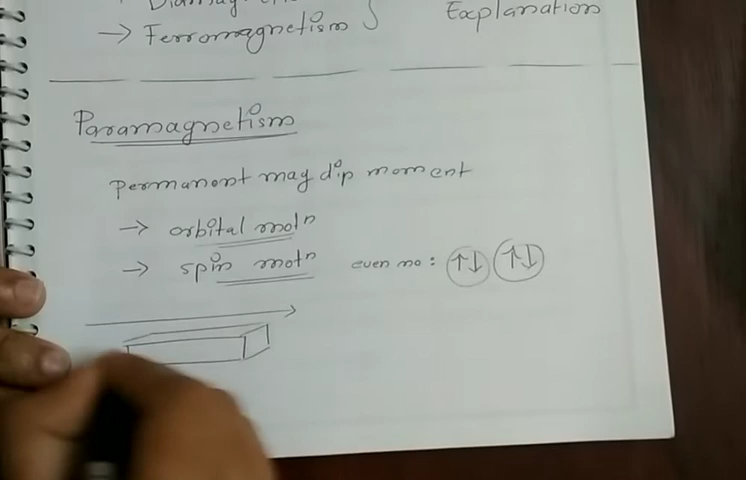 → Ferromagnetism
Explanation
Paramagnetism
Permanent mag dip moment
→ orbital motn
→ spin motn even no: ↑↓ ↑↓